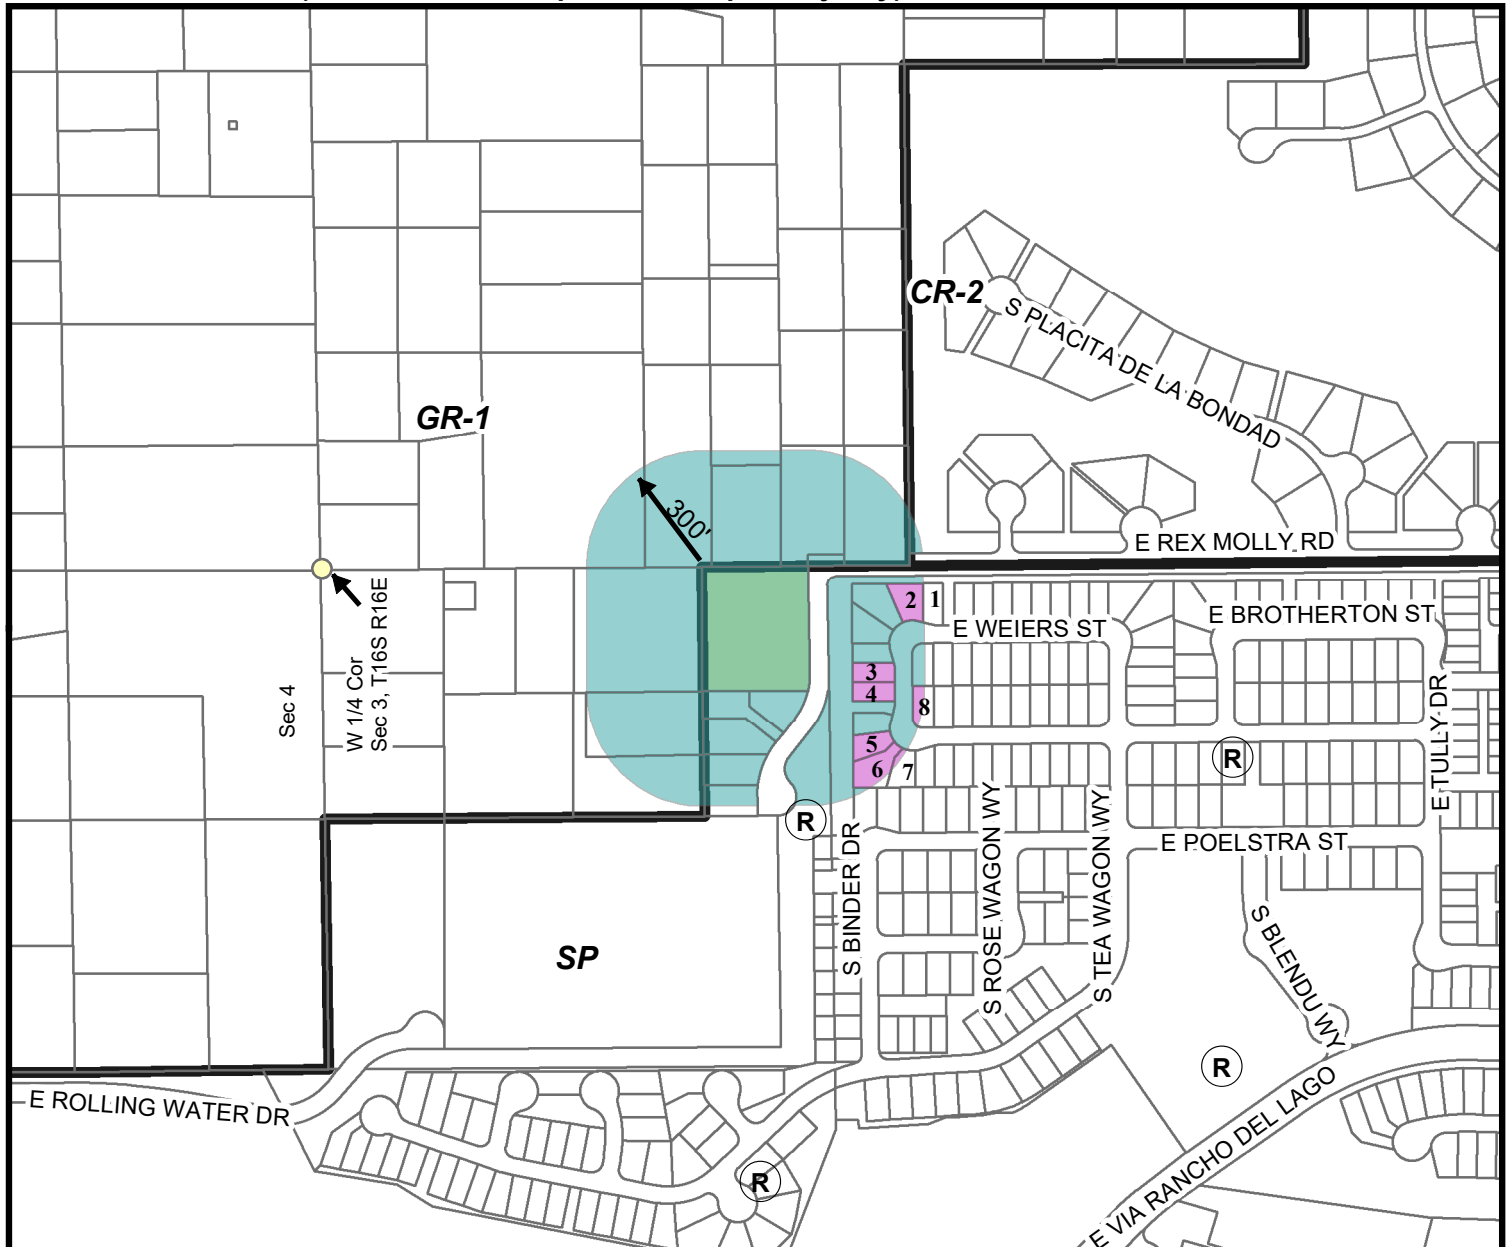 CR-2
S PLACITA DE LA BONDAD
GR-1
300'
E REX MOLLY RD
2
1
E BROTHERTON ST
E WEIERS ST
3
4
8
5
6
7
Sec 4
W 1/4 Cor
Sec 3, T16S R16E
R
R
E TULLY DR
S BINDER DR
S ROSE WAGON WY
S TEA WAGON WY
E POELSTRA ST
S BLENDU WY
SP
R
E ROLLING WATER DR
E VIA RANCHO DEL LAGO
R